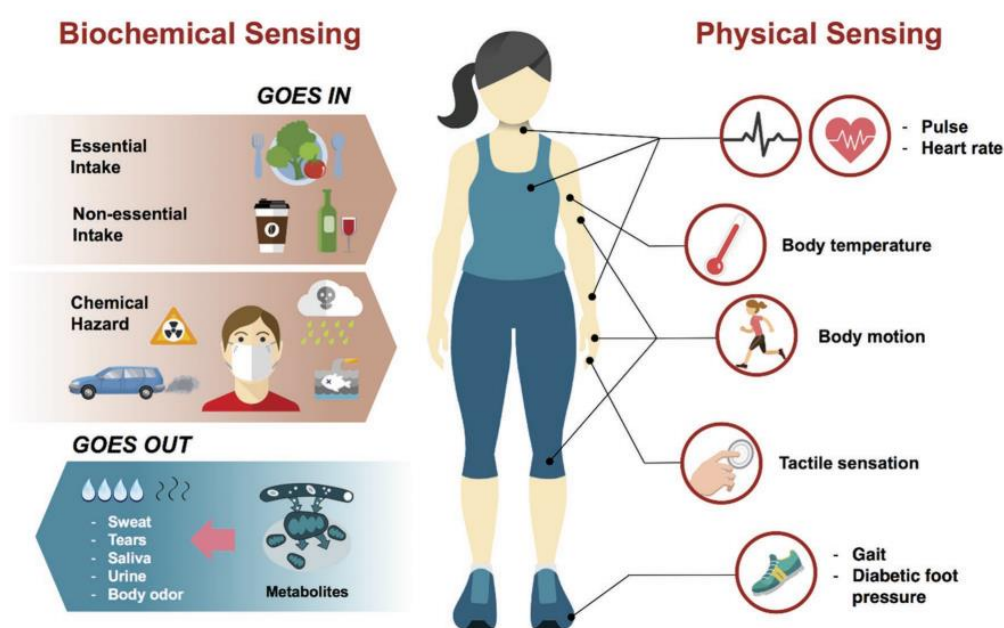 Biochemical Sensing
GOES IN
Essential
Intake
Non-essential
Intake
Chemical
Hazard
GOES OUT
- Sweat
- Tears
- Saliva
- Urine
- Body odor
Metabolites
Physical Sensing
- Pulse
- Heart rate
Body temperature
Body motion
Tactile sensation
- Gait
- Diabetic foot
pressure